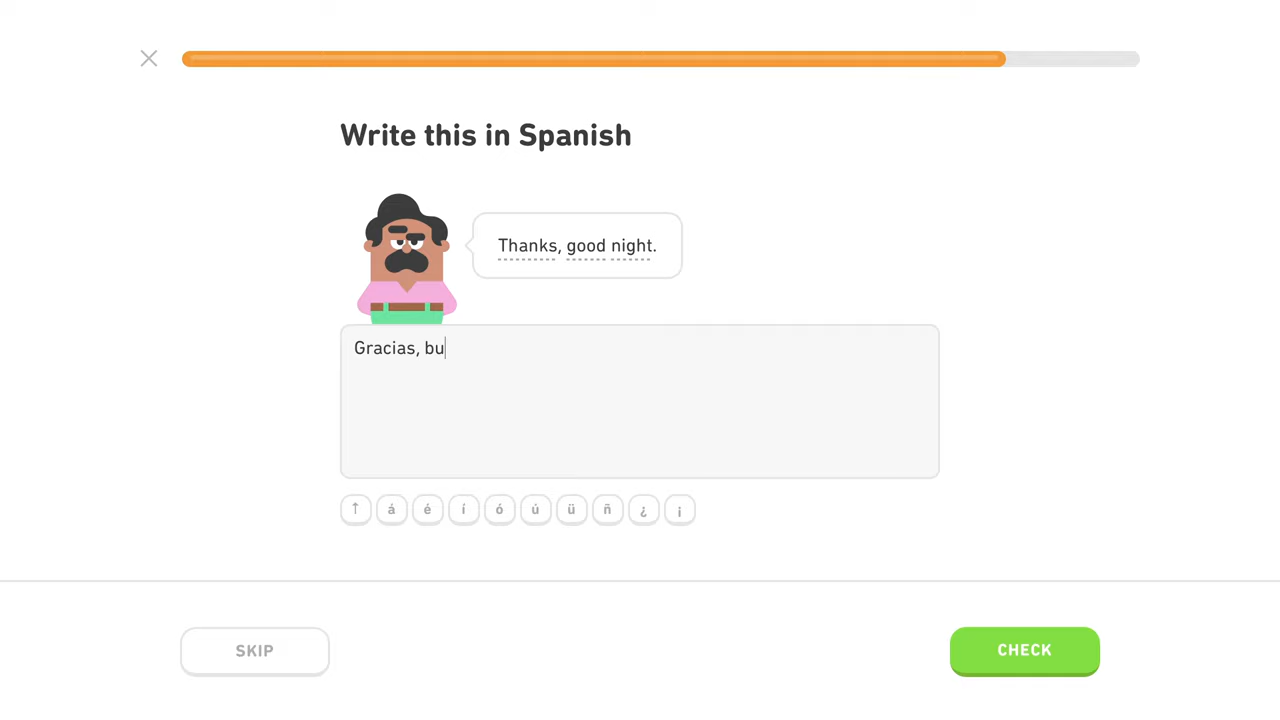 Write this in Spanish
Thanks, good night.
Gracias, bu
↑ á é í ó ú ü ñ ¿ ¡
SKIP
CHECK